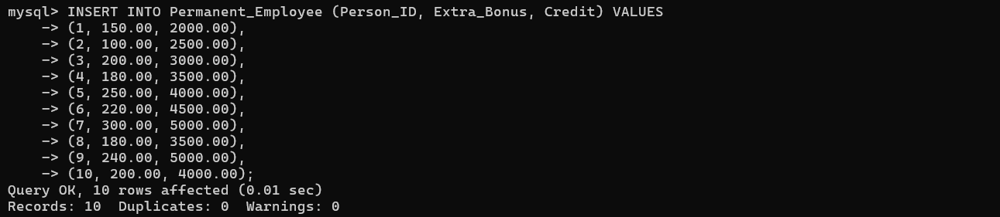 mysql> INSERT INTO Permanent_Employee (Person_ID, Extra_Bonus, Credit) VALUES
    -> (1, 150.00, 2000.00),
    -> (2, 100.00, 2500.00),
    -> (3, 200.00, 3000.00),
    -> (4, 180.00, 3500.00),
    -> (5, 250.00, 4000.00),
    -> (6, 220.00, 4500.00),
    -> (7, 300.00, 5000.00),
    -> (8, 180.00, 3500.00),
    -> (9, 240.00, 5000.00),
    -> (10, 200.00, 4000.00);
Query OK, 10 rows affected (0.01 sec)
Records: 10  Duplicates: 0  Warnings: 0